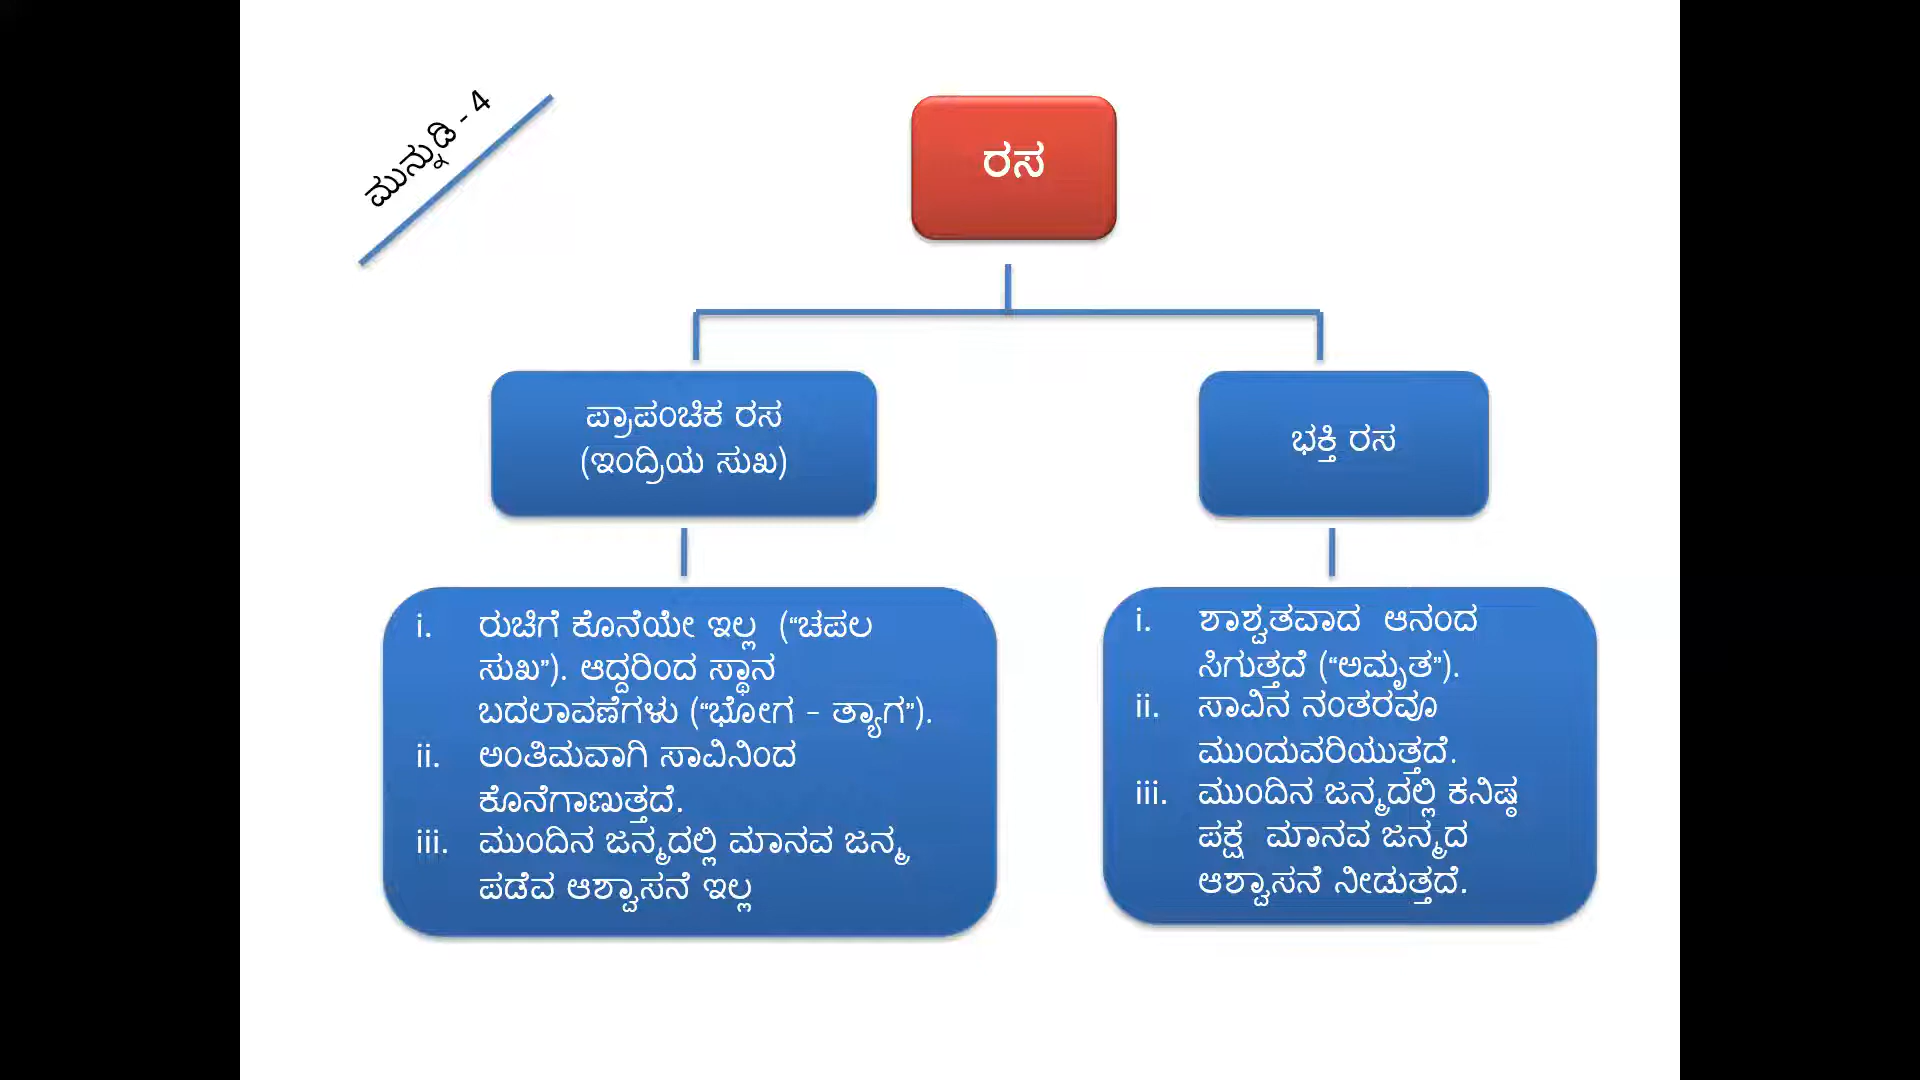 ಮುನ್ನುಡಿ - 4
ರಸ
ಪ್ರಾಪಂಚಿಕ ರಸ
(ಇಂದ್ರಿಯ ಸುಖ)
ಭಕ್ತಿ ರಸ
i. ರುಚಿಗೆ ಕೊನೆಯೇ ಇಲ್ಲ (“ಚಪಲ
ಸುಖ”). ಆದ್ದರಿಂದ ಸ್ಥಾನ
ಬದಲಾವಣೆಗಳು (“ಭೋಗ – ತ್ಯಾಗ”).
ii. ಅಂತಿಮವಾಗಿ ಸಾವಿನಿಂದ
ಕೊನೆಗಾಣುತ್ತದೆ.
iii. ಮುಂದಿನ ಜನ್ಮದಲ್ಲಿ ಮಾನವ ಜನ್ಮ
ಪಡೆವ ಆಶ್ವಾಸನೆ ಇಲ್ಲ
i. ಶಾಶ್ವತವಾದ ಆನಂದ
ಸಿಗುತ್ತದೆ (“ಅಮೃತ”).
ii. ಸಾವಿನ ನಂತರವೂ
ಮುಂದುವರಿಯುತ್ತದೆ.
iii. ಮುಂದಿನ ಜನ್ಮದಲ್ಲಿ ಕನಿಷ್ಠ
ಪಕ್ಷ ಮಾನವ ಜನ್ಮದ
ಆಶ್ವಾಸನೆ ನೀಡುತ್ತದೆ.